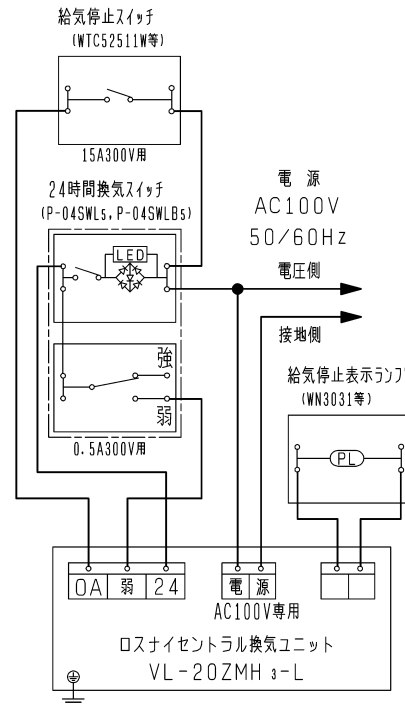 給気停止スイッチ
(WTC52511W等)
15A300V用
24時間換気スイッチ
(P-04SWL₅, P-04SWLB₅)
LED
強
弱
0.5A300V用
電 源
AC100V
50/60Hz
電圧側
接地側
給気停止表示ランプ
(WN3031等)
PL
OA 弱 24
電 源
AC100V専用
ロスナイセントラル換気ユニット
VL-20ZMH ₃-L